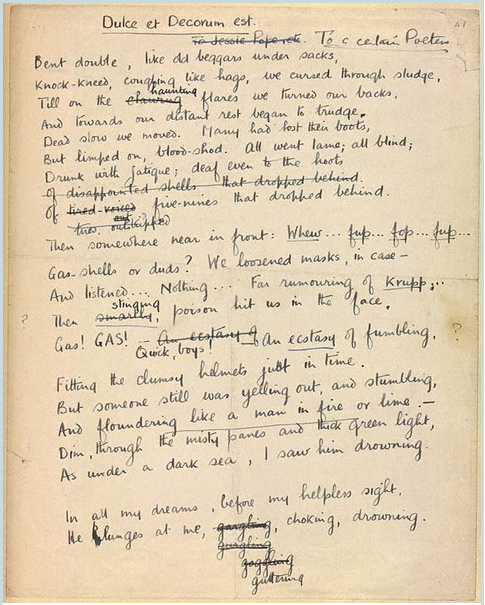 41
Dulce et Decorum est.
To Jessie Pope etc. To a certain Poetess.
Bent double, like old beggars under sacks,
Knock-kneed, coughing like hags, we cursed through sludge,
haunting
Till on the clawing flares we turned our backs,
And towards our distant rest began to trudge.
Dead slow we moved. Many had lost their boots,
But limped on, blood-shod. All went lame; all blind;
Drunk with fatigue; deaf even to the hoots
of disappointed shells that dropped behind.
Of tired-voiced five-nines that dropped behind.
tired, outstripped
Then somewhere near in front: Whew... fup... fop... fup...
Gas-shells or duds? We loosened masks, in case –
And listened.... Nothing.... Far rumouring of Krupp;..
stinging
Then smartly, poison hit us in the face.
? Gas! GAS! – An ecstasy of An ecstasy of fumbling, ?
Quick, boys!
Fitting the clumsy helmets just in time.
But someone still was yelling out, and stumbling,
And floundering like a man in fire or lime. –
Dim, through the misty panes and thick green light,
As under a dark sea, I saw him drowning.
In all my dreams, before my helpless sight,
He plunges at me, gargling, choking, drowning.
gurgling
goggling
guttering